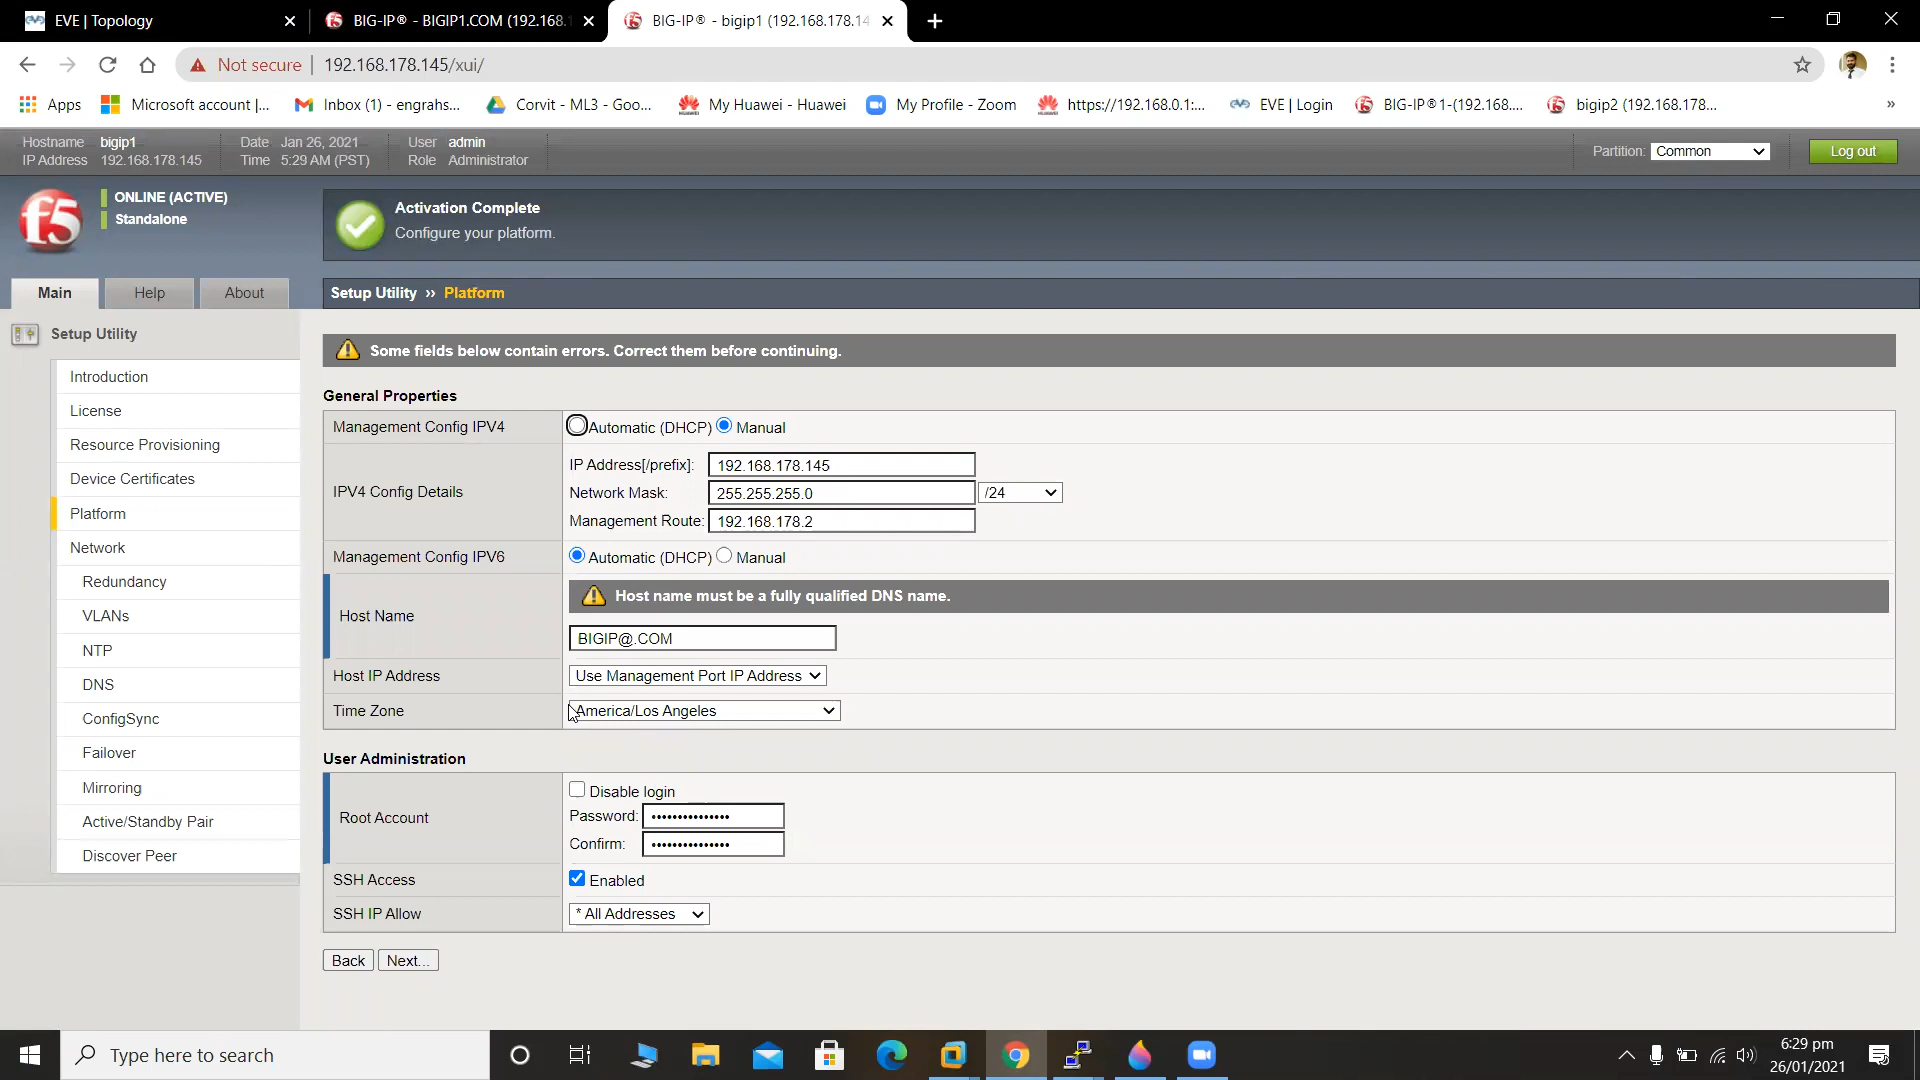 EVE | Topology
BIG-IP® - BIGIP1.COM (192.168.1
BIG-IP® - bigip1 (192.168.178.14
Not secure | 192.168.178.145/xui/
Apps
Microsoft account |...
Inbox (1) - engrahs...
Corvit - ML3 - Goo...
My Huawei - Huawei
My Profile - Zoom
https://192.168.0.1:...
EVE | Login
BIG-IP®1-(192.168....
bigip2 (192.168.178...
»
Hostname bigip1
IP Address 192.168.178.145
Date Jan 26, 2021
Time 5:29 AM (PST)
User admin
Role Administrator
Partition: Common
Log out
f5
ONLINE (ACTIVE)
Standalone
Activation Complete
Configure your platform.
Main
Help
About
Setup Utility ›› Platform
Setup Utility
Introduction
License
Resource Provisioning
Device Certificates
Platform
Network
Redundancy
VLANs
NTP
DNS
ConfigSync
Failover
Mirroring
Active/Standby Pair
Discover Peer
Some fields below contain errors. Correct them before continuing.
General Properties
Management Config IPV4
Automatic (DHCP) Manual
IPV4 Config Details
IP Address[/prefix]: 192.168.178.145
Network Mask: 255.255.255.0 /24
Management Route: 192.168.178.2
Management Config IPV6
Automatic (DHCP) Manual
Host Name
Host name must be a fully qualified DNS name.
BIGIP@.COM
Host IP Address
Use Management Port IP Address
Time Zone
America/Los Angeles
User Administration
Root Account
Disable login
Password: •••••••••••••••
Confirm: •••••••••••••••
SSH Access
Enabled
SSH IP Allow
* All Addresses
Back
Next...
Type here to search
6:29 pm
26/01/2021